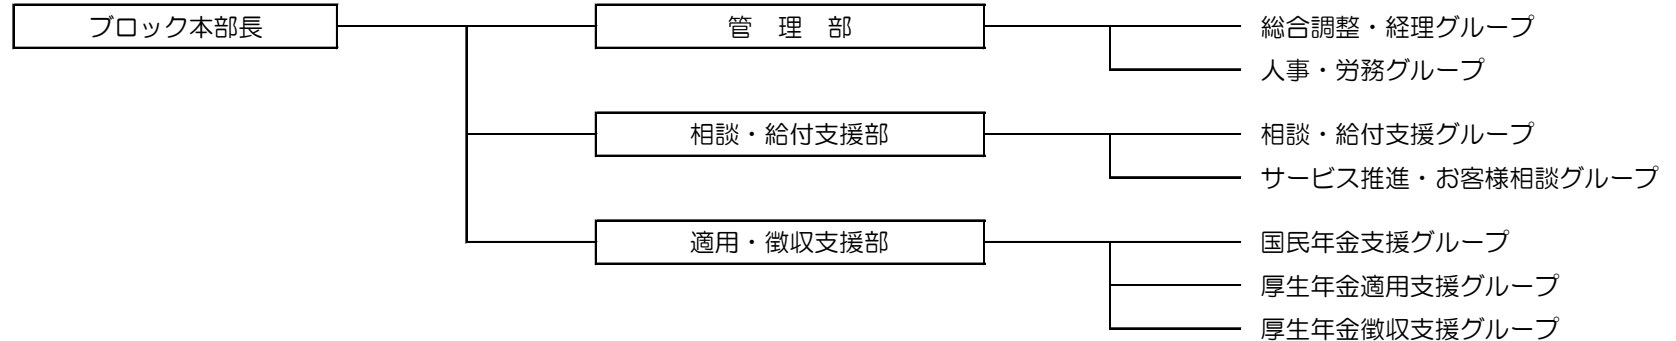 ブロック本部長 管　理　部 総合調整・経理グループ
人事・労務グループ
相談・給付支援部 相談・給付支援グループ
サービス推進・お客様相談グループ
適用・徴収支援部 国民年金支援グループ
厚生年金適用支援グループ
厚生年金徴収支援グループ